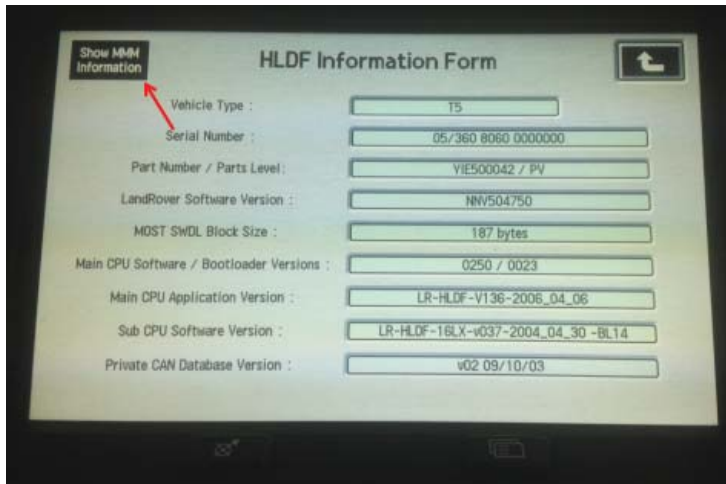 Show MMM
Information
HLDF Information Form
Vehicle Type : T5
Serial Number : 05/360 8060 0000000
Part Number / Parts Level: YIE500042 / PV
LandRover Software Version : NNV504750
MOST SWDL Block Size : 187 bytes
Main CPU Software / Bootloader Versions : 0250 / 0023
Main CPU Application Version : LR-HLDF-V136-2006_04_06
Sub CPU Software Version : LR-HLDF-16LX-v037-2004_04_30 -BL14
Private CAN Database Version : v02 09/10/03